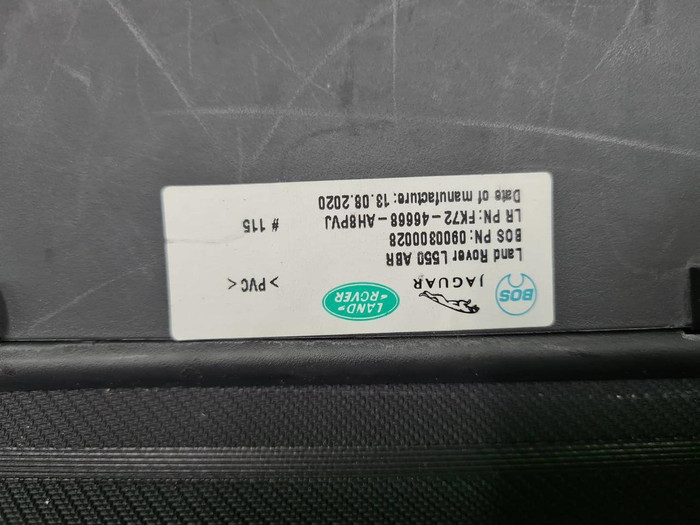 BOS
JAGUAR
LAND-
-ROVER
> PVC <
Land Rover L550 ABR
BOS PN: 0900300028
LR PN: FK72-46668-AH8PVJ
# 115
Date of manufacture: 13.08.2020